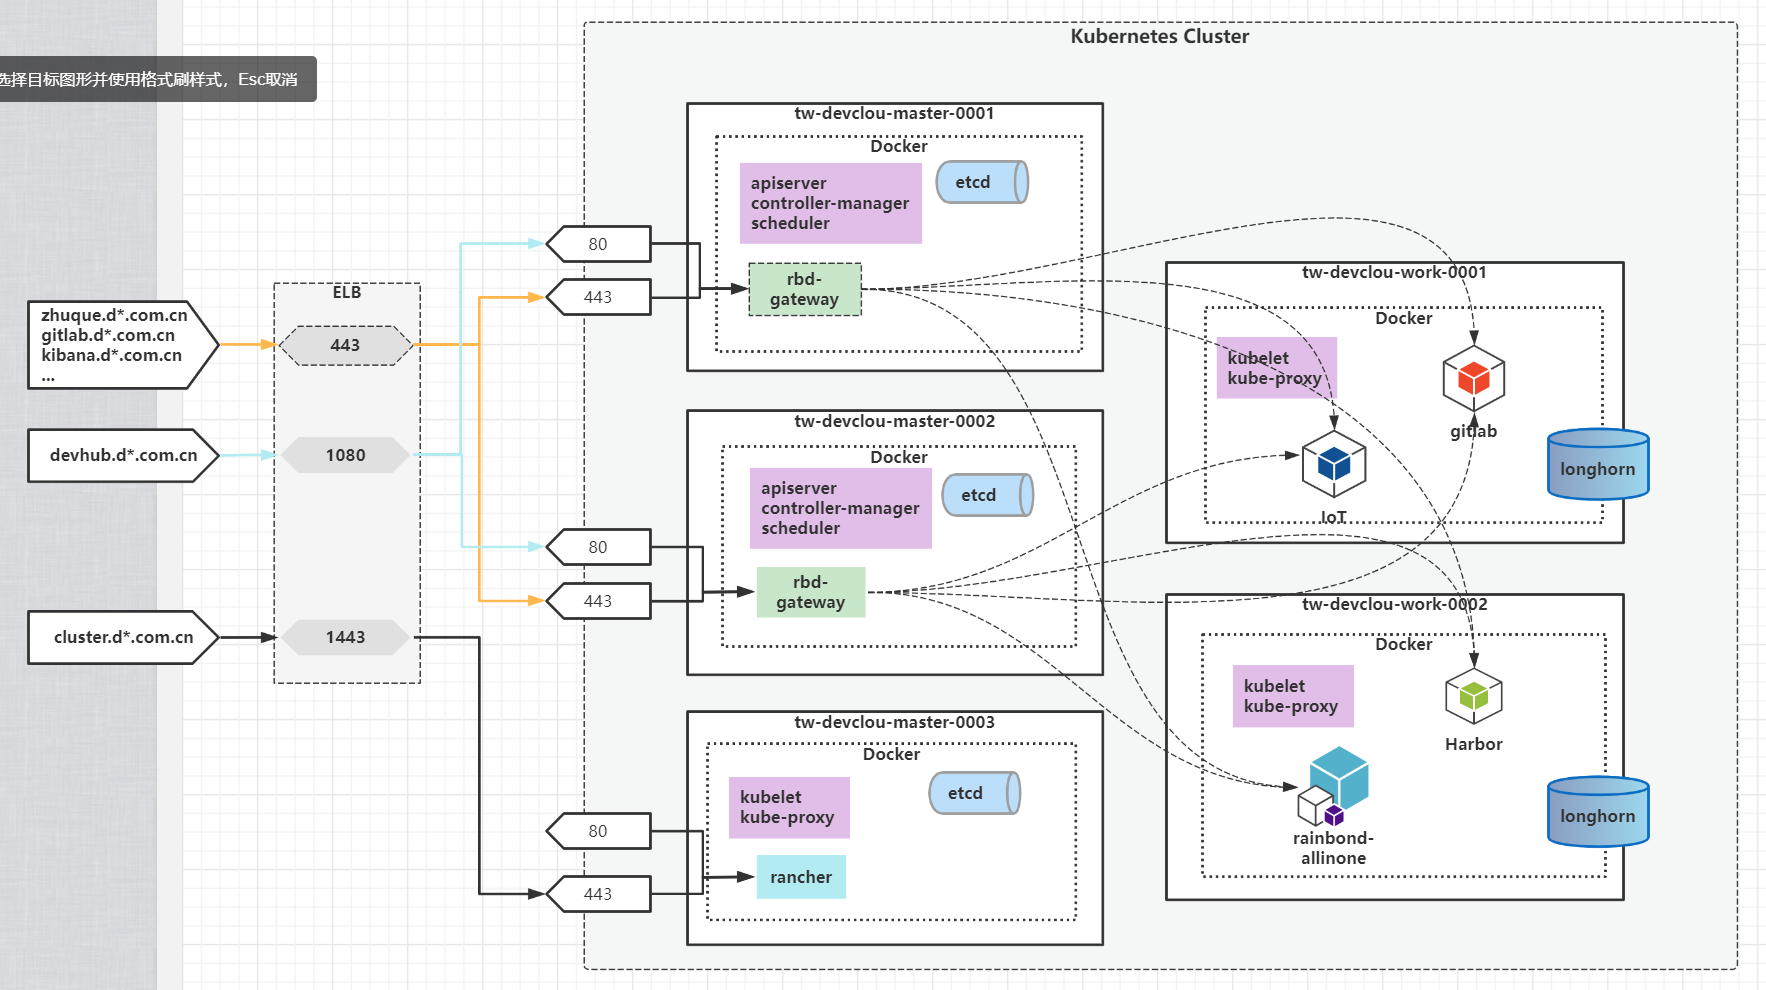 Kubernetes Cluster
选择目标图形并使用格式刷样式，Esc取消
tw-devclou-master-0001
Docker
apiserver
controller-manager
scheduler
etcd
80
443
rbd-
gateway
ELB
zhuque.d*.com.cn
gitlab.d*.com.cn
kibana.d*.com.cn
...
443
devhub.d*.com.cn
1080
cluster.d*.com.cn
1443
tw-devclou-master-0002
Docker
apiserver
controller-manager
scheduler
etcd
80
443
rbd-
gateway
tw-devclou-master-0003
Docker
kubelet
kube-proxy
etcd
80
443
rancher
tw-devclou-work-0001
Docker
kubelet
kube-proxy
gitlab
IoT
longhorn
tw-devclou-work-0002
Docker
kubelet
kube-proxy
Harbor
rainbond-
allinone
longhorn